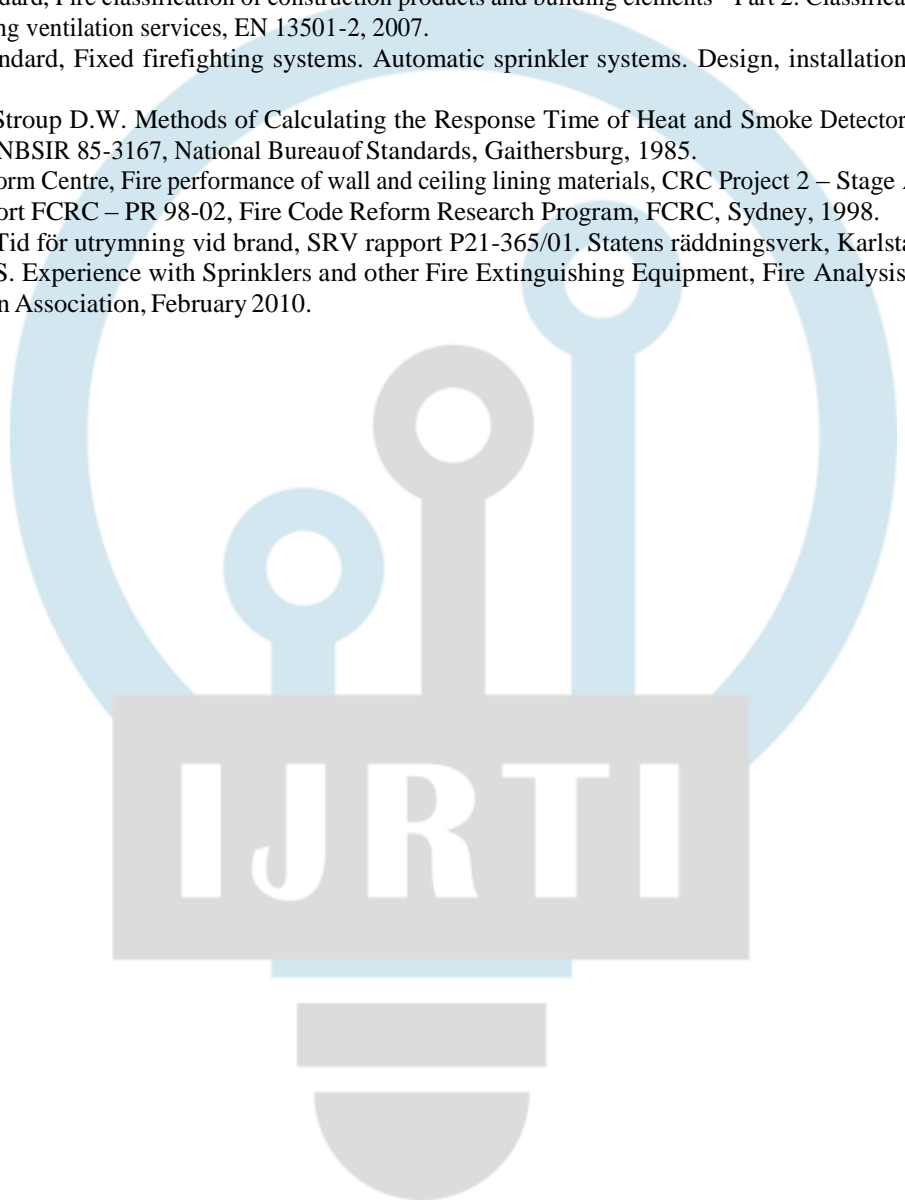 dard, Fire classification of construction products and building elements - Part 2: Classifica
ng ventilation services, EN 13501-2, 2007.
ndard, Fixed firefighting systems. Automatic sprinkler systems. Design, installation
Stroup D.W. Methods of Calculating the Response Time of Heat and Smoke Detector
NBSIR 85-3167, National Bureau of Standards, Gaithersburg, 1985.
orm Centre, Fire performance of wall and ceiling lining materials, CRC Project 2 – Stage
ort FCRC – PR 98-02, Fire Code Reform Research Program, FCRC, Sydney, 1998.
Tid för utrymning vid brand, SRV rapport P21-365/01. Statens räddningsverk, Karlsta
S. Experience with Sprinklers and other Fire Extinguishing Equipment, Fire Analysis
n Association, February 2010.
IJRTI